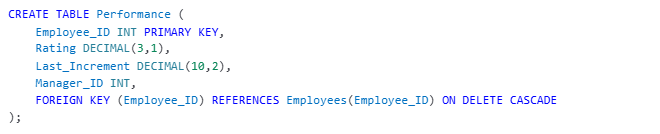 CREATE TABLE Performance (
    Employee_ID INT PRIMARY KEY,
    Rating DECIMAL(3,1),
    Last_Increment DECIMAL(10,2),
    Manager_ID INT,
    FOREIGN KEY (Employee_ID) REFERENCES Employees(Employee_ID) ON DELETE CASCADE
);